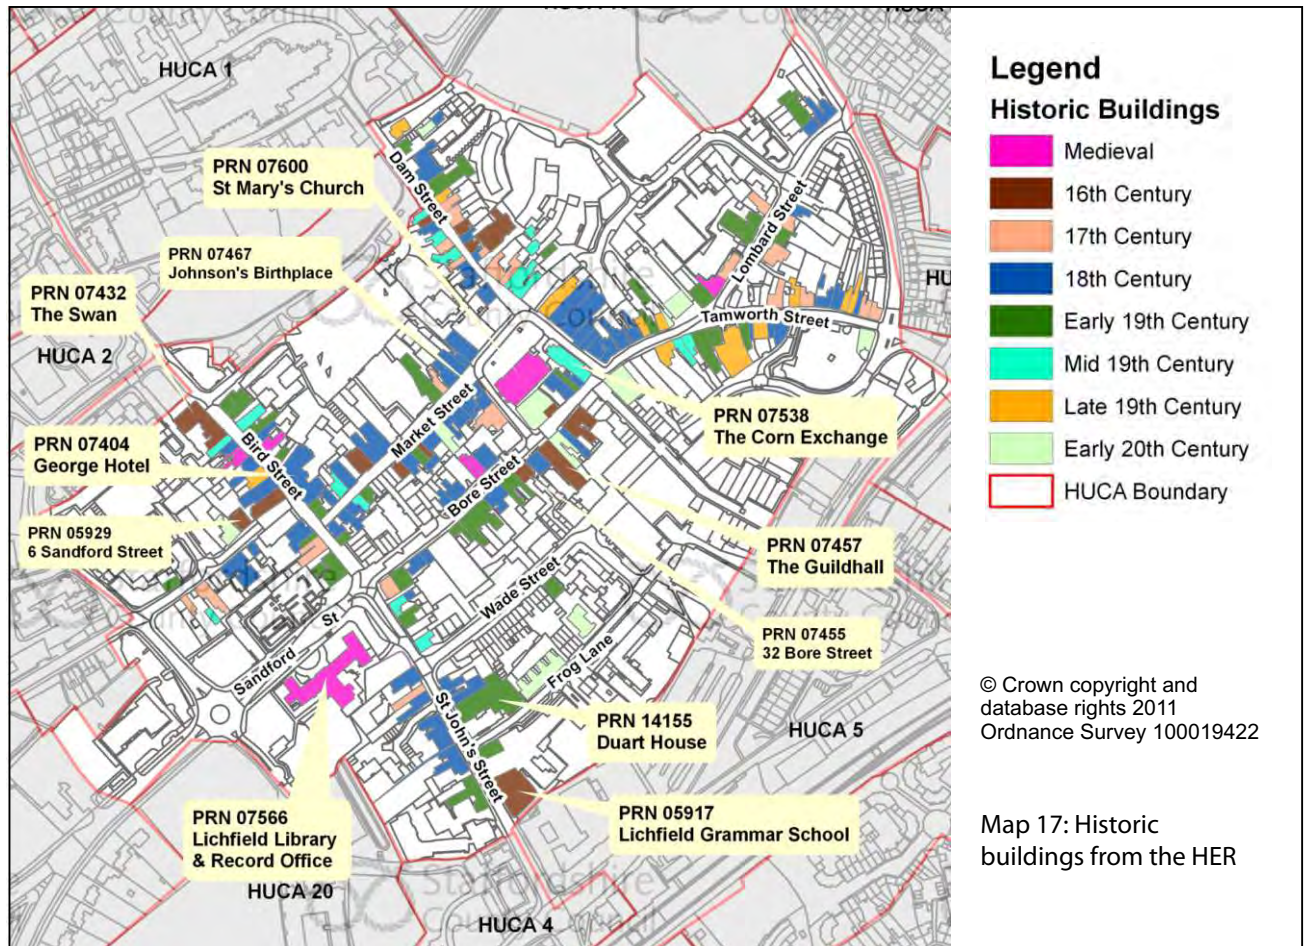 HUCA 1
PRN 07600
St Mary's Church
Dam Street
PRN 07467
Johnson's Birthplace
PRN 07432
The Swan
HUCA 2
Lombard Street
Tamworth Street
HU
PRN 07404
George Hotel
Bird Street
Market Street
Bore Street
PRN 07538
The Corn Exchange
PRN 05929
6 Sandford Street
PRN 07457
The Guildhall
Wade Street
PRN 07455
32 Bore Street
Sandford St
Frog Lane
St John's Street
PRN 14155
Duart House
HUCA 5
PRN 07566
Lichfield Library
& Record Office
PRN 05917
Lichfield Grammar School
HUCA 20
HUCA 4
Staffordshire
County Council
Legend
Historic Buildings
Medieval
16th Century
17th Century
18th Century
Early 19th Century
Mid 19th Century
Late 19th Century
Early 20th Century
HUCA Boundary
© Crown copyright and
database rights 2011
Ordnance Survey 100019422
Map 17: Historic
buildings from the HER